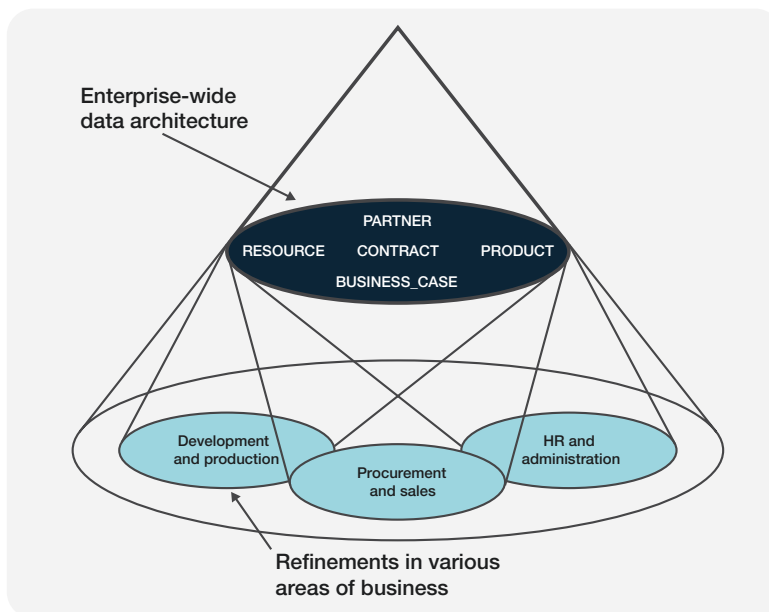 Enterprise-wide
data architecture
PARTNER
RESOURCE CONTRACT PRODUCT
BUSINESS_CASE
Development
and production
HR and
administration
Procurement
and sales
Refinements in various
areas of business